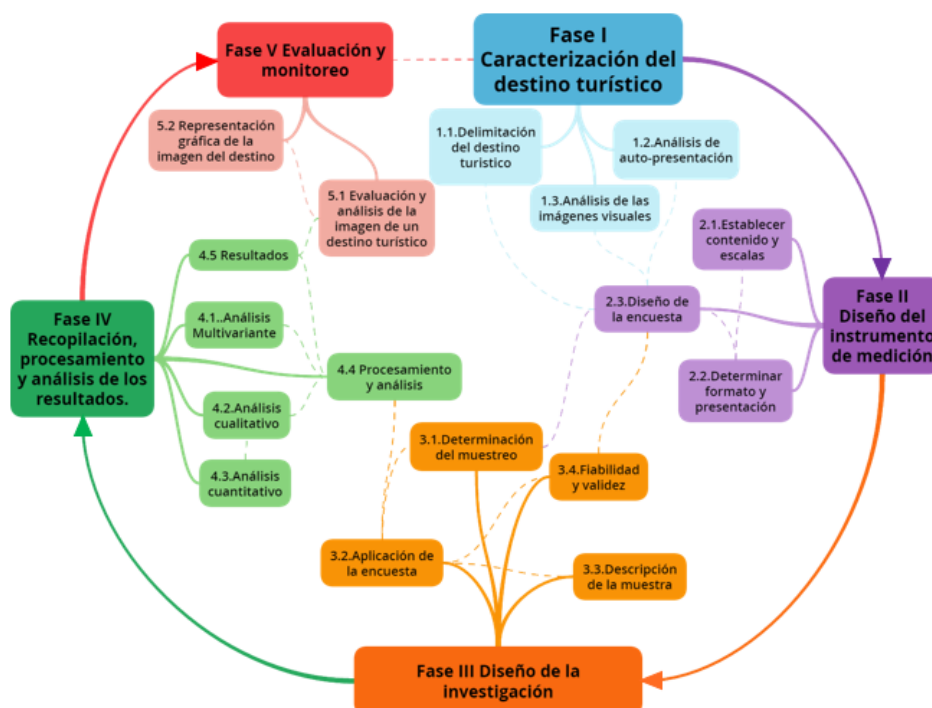 Fase I
Caracterización del
destino turístico
1.1.Delimitación
del destino
turistico
1.2.Análisis de
auto-presentación
1.3.Análisis de las
imágenes visuales
Fase II
Diseño del
instrumento
de medición
2.1.Establecer
contenido y
escalas
2.3.Diseño de
la encuesta
2.2.Determinar
formato y
presentación
Fase III Diseño de la
investigación
3.1.Determinación
del muestreo
3.4.Fiabilidad
y validez
3.2.Aplicación de
la encuesta
3.3.Descripción
de la muestra
Fase IV
Recopilación,
procesamiento
y análisis de los
resultados.
4.5 Resultados
4.1..Análisis
Multivariante
4.4 Procesamiento
y análisis
4.2.Análisis
cualitativo
4.3.Análisis
cuantitativo
Fase V Evaluación y
monitoreo
5.2 Representación
gráfica de la
imagen del destino
5.1 Evaluación y
análisis de la
imagen de un
destino turístico